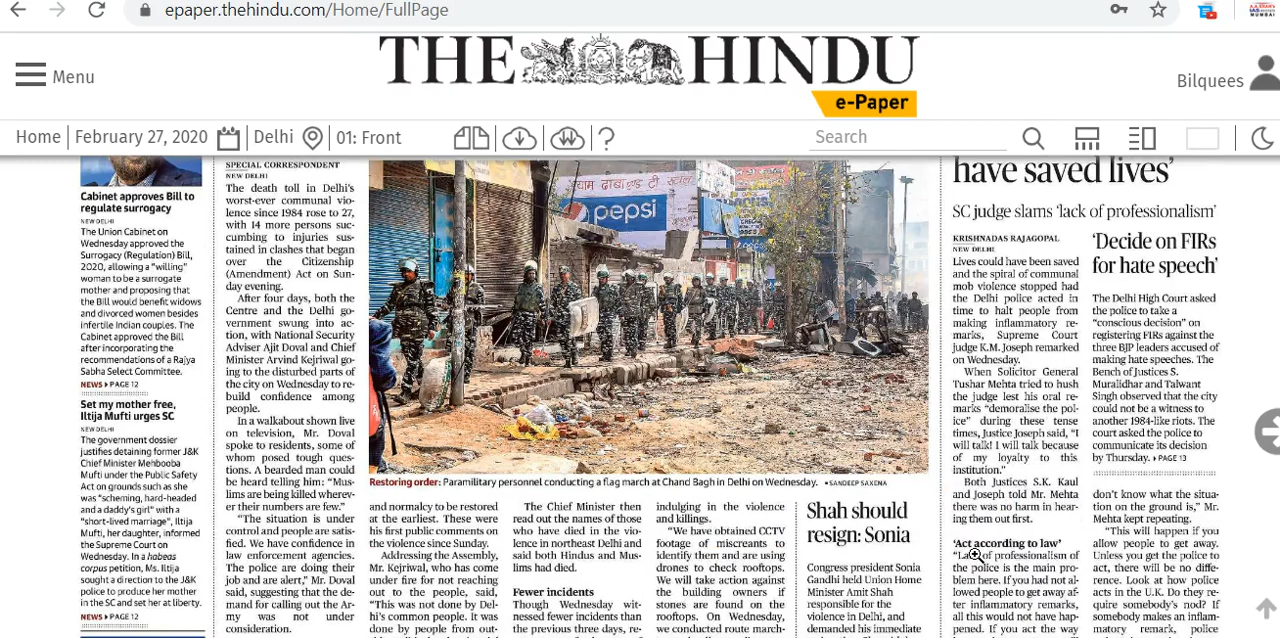 epaper.thehindu.com/Home/FullPage
Menu
THE HINDU
e-Paper
Bilquees
Home
February 27, 2020
Delhi
01: Front
?
Search
Cabinet approves Bill to
regulate surrogacy
NEW DELHI
The Union Cabinet on
Wednesday approved the
Surrogacy (Regulation) Bill,
2020, allowing a “willing”
woman to be a surrogate
mother and proposing that
the Bill would benefit widows
and divorced women besides
infertile Indian couples. The
Cabinet approved the Bill
after incorporating the
recommendations of a Rajya
Sabha Select Committee.
NEWS PAGE 12
Set my mother free,
Iltija Mufti urges SC
NEW DELHI
The government dossier
justifies detaining former J&K
Chief Minister Mehbooba
Mufti under the Public Safety
Act on grounds such as she
was “scheming, hard-headed
and a daddy's girl” with a
“short-lived marriage”, Iltija
Mufti, her daughter, informed
the Supreme Court on
Wednesday. In a habeas
corpus petition, Ms. Iltija
sought a direction to the J&K
police to produce her mother
in the SC and set her at liberty.
NEWS PAGE 12
SPECIAL CORRESPONDENT
NEW DELHI
The death toll in Delhi's
worst-ever communal vio-
lence since 1984 rose to 27,
with 14 more persons suc-
cumbing to injuries sus-
tained in clashes that began
over the Citizenship
(Amendment) Act on Sun-
day evening.
After four days, both the
Centre and the Delhi go-
vernment swung into ac-
tion, with National Security
Adviser Ajit Doval and Chief
Minister Arvind Kejriwal go-
ing to the disturbed parts of
the city on Wednesday to re-
build confidence among
people.
In a walkabout shown live
on television, Mr. Doval
spoke to residents, some of
whom posed tough ques-
tions. A bearded man could
be heard telling him: “Mus-
lims are being killed wherev-
er their numbers are few.”
“The situation is under
control and people are satis-
fied. We have confidence in
law enforcement agencies.
The police are doing their
job and are alert,” Mr. Doval
said, suggesting that the de-
mand for calling out the Ar-
my was not under
consideration.
pepsi
Restoring order: Paramilitary personnel conducting a flag march at Chand Bagh in Delhi on Wednesday. SANDEEP SAXENA
and normalcy to be restored
at the earliest. These were
his first public comments on
the violence since Sunday.
Addressing the Assembly,
Mr. Kejriwal, who has come
under fire for not reaching
out to the people, said,
“This was not done by Del-
hi's common people. It was
done by people from out-
The Chief Minister then
read out the names of those
who have died in the vio-
lence in northeast Delhi and
said both Hindus and Mus-
lims had died.
Fewer incidents
Though Wednesday wit-
nessed fewer incidents than
the previous three days, re-
indulging in the violence
and killings.
“We have obtained CCTV
footage of miscreants to
identify them and are using
drones to check rooftops.
We will take action against
the building owners if
stones are found on the
rooftops. On Wednesday,
we conducted route march-
Shah should
resign: Sonia
Congress president Sonia
Gandhi held Union Home
Minister Amit Shah
responsible for the
violence in Delhi, and
demanded his immediate
have saved lives’
SC judge slams ‘lack of professionalism’
KRISHNADAS RAJAGOPAL
NEW DELHI
Lives could have been saved
and the spiral of communal
mob violence stopped had
the Delhi police acted in
time to halt people from
making inflammatory re-
marks, Supreme Court
judge K.M. Joseph remarked
on Wednesday.
When Solicitor General
Tushar Mehta tried to hush
the judge lest his oral re-
marks “demoralise the pol-
ice” during these tense
times, Justice Joseph said, “I
will talk! I will talk because
of my loyalty to this
institution.”
Both Justices S.K. Kaul
and Joseph told Mr. Mehta
there was no harm in hear-
ing them out first.
‘Act according to law’
“Lack of professionalism of
the police is the main pro-
blem here. If you had not al-
lowed people to get away af-
ter inflammatory remarks,
all this would not have hap-
pened. If you act the way
‘Decide on FIRs
for hate speech’
The Delhi High Court asked
the police to take a
“conscious decision” on
registering FIRs against the
three BJP leaders accused of
making hate speeches. The
Bench of Justices S.
Muralidhar and Talwant
Singh observed that the city
could not be a witness to
another 1984-like riots. The
court asked the police to
communicate its decision
by Thursday. PAGE 13
don't know what the situa-
tion on the ground is,” Mr.
Mehta kept repeating.
“This will happen if you
allow people to get away.
Unless you get the police to
act, there will be no diffe-
rence. Look at how police
acts in the U.K. Do they re-
quire somebody's nod? If
somebody makes an inflam-
matory remark, police